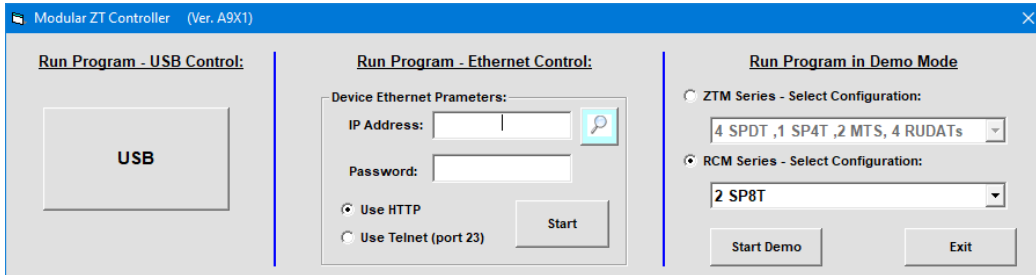 Modular ZT Controller (Ver. A9X1)
Run Program - USB Control:
USB
Run Program - Ethernet Control:
Device Ethernet Prameters:
IP Address:
Password:
Use HTTP
Use Telnet (port 23)
Start
Run Program in Demo Mode
ZTM Series - Select Configuration:
4 SPDT ,1 SP4T ,2 MTS, 4 RUDATs
RCM Series - Select Configuration:
2 SP8T
Start Demo
Exit